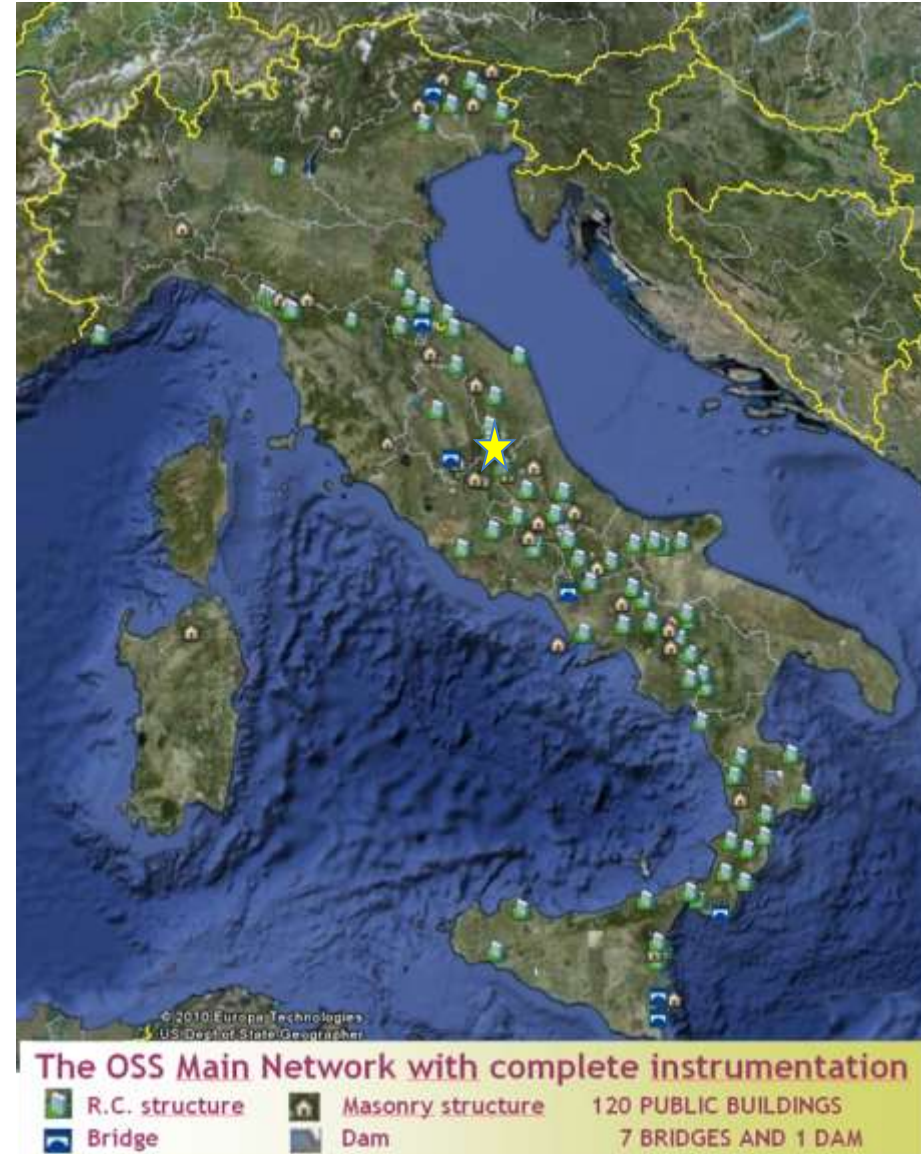 © 2010 Europa Technologies
US Dept of State Geographer
The OSS Main Network with complete instrumentation
R.C. structure Masonry structure 120 PUBLIC BUILDINGS
Bridge Dam 7 BRIDGES AND 1 DAM